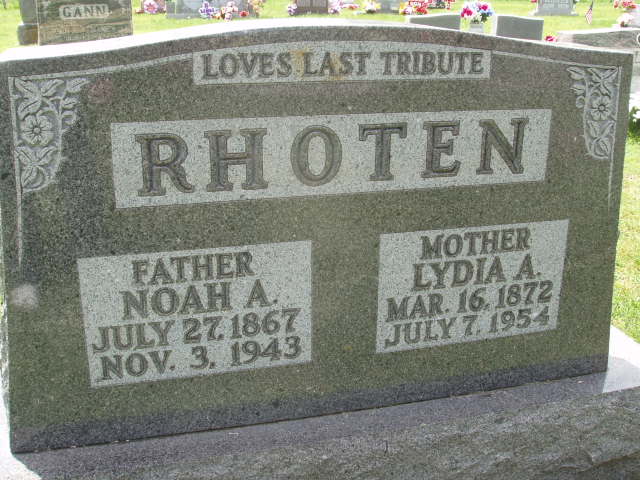 GANN
LOVES LAST TRIBUTE
RHOTEN
FATHER
NOAH A.
JULY 27, 1867
NOV. 3, 1943
MOTHER
LYDIA A.
MAR. 16, 1872
JULY 7, 1954